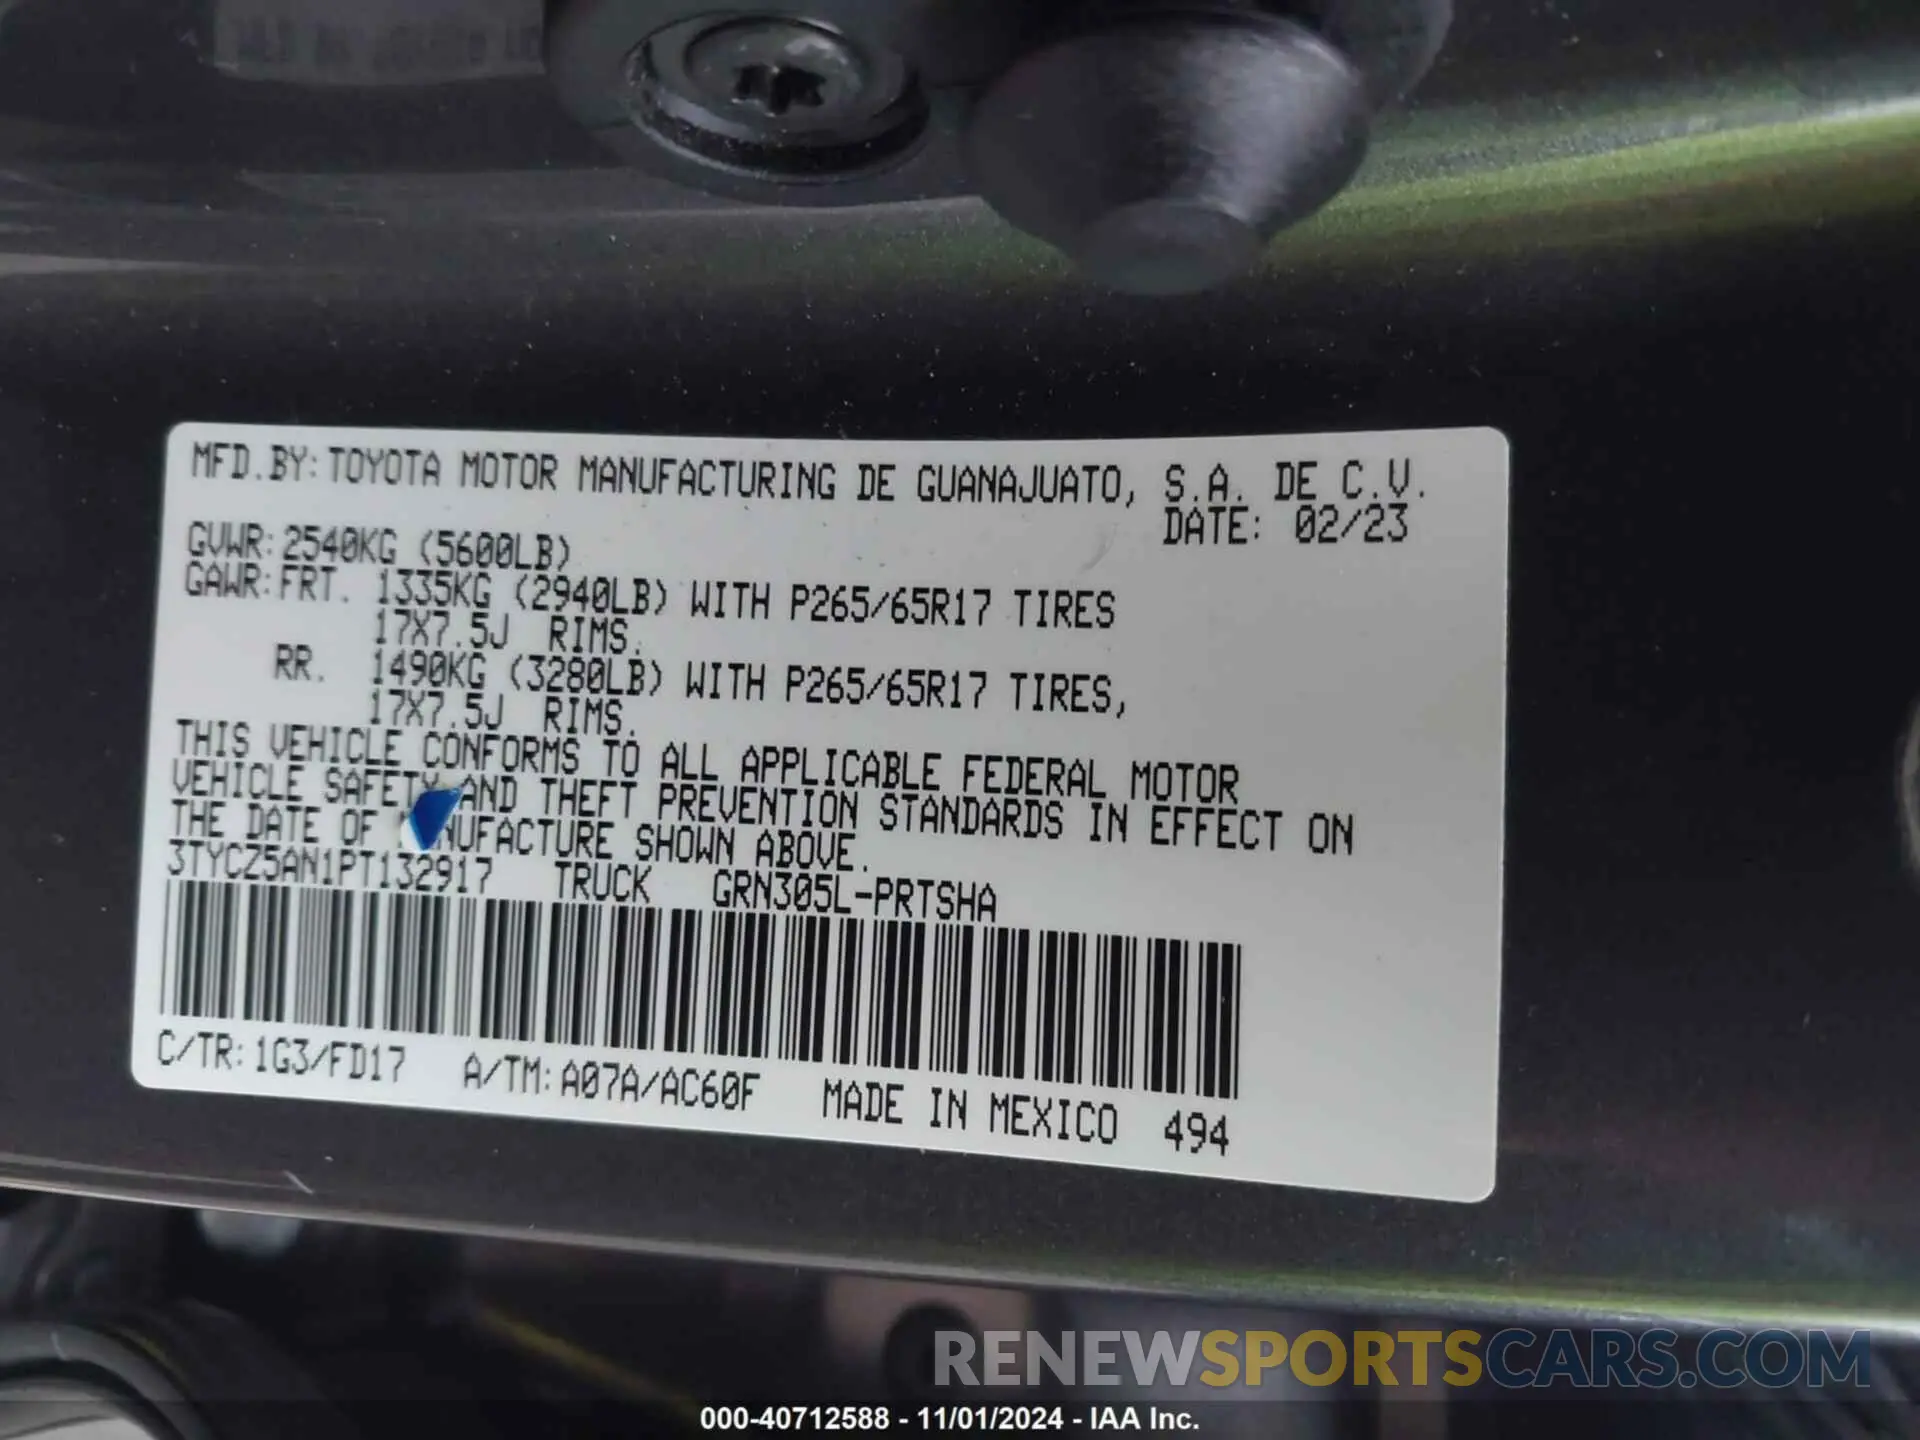 MFD.BY: TOYOTA MOTOR MANUFACTURING DE GUANAJUATO, S.A. DE C.V.
DATE: 02/23
GVWR: 2540KG (5600LB)
GAWR: FRT. 1335KG (2940LB) WITH P265/65R17 TIRES
17X7.5J RIMS.
RR. 1490KG (3280LB) WITH P265/65R17 TIRES,
17X7.5J RIMS.
THIS VEHICLE CONFORMS TO ALL APPLICABLE FEDERAL MOTOR
VEHICLE SAFETY AND THEFT PREVENTION STANDARDS IN EFFECT ON
THE DATE OF MANUFACTURE SHOWN ABOVE.
3TYCZ5AN1PT132917 TRUCK GRN305L-PRTSHA
C/TR: 1G3/FD17 A/TM: A07A/AC60F MADE IN MEXICO 494
RENEWSPORTSCARS.COM
000-40712588 - 11/01/2024 - IAA Inc.